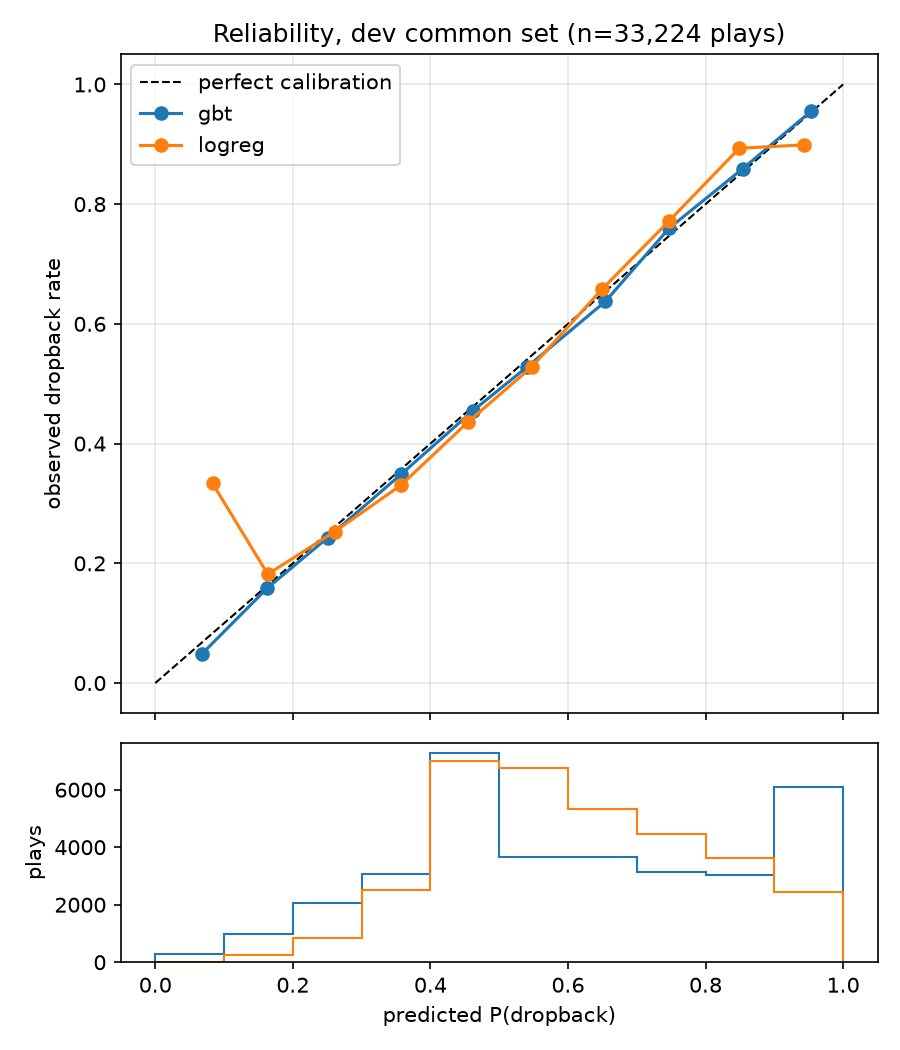 Reliability, dev common set (n=33,224 plays)
perfect calibration
gbt
logreg
1.0
0.8
0.6
0.4
0.2
0.0
observed dropback rate
6000
4000
2000
0
plays
0.0 0.2 0.4 0.6 0.8 1.0
predicted P(dropback)